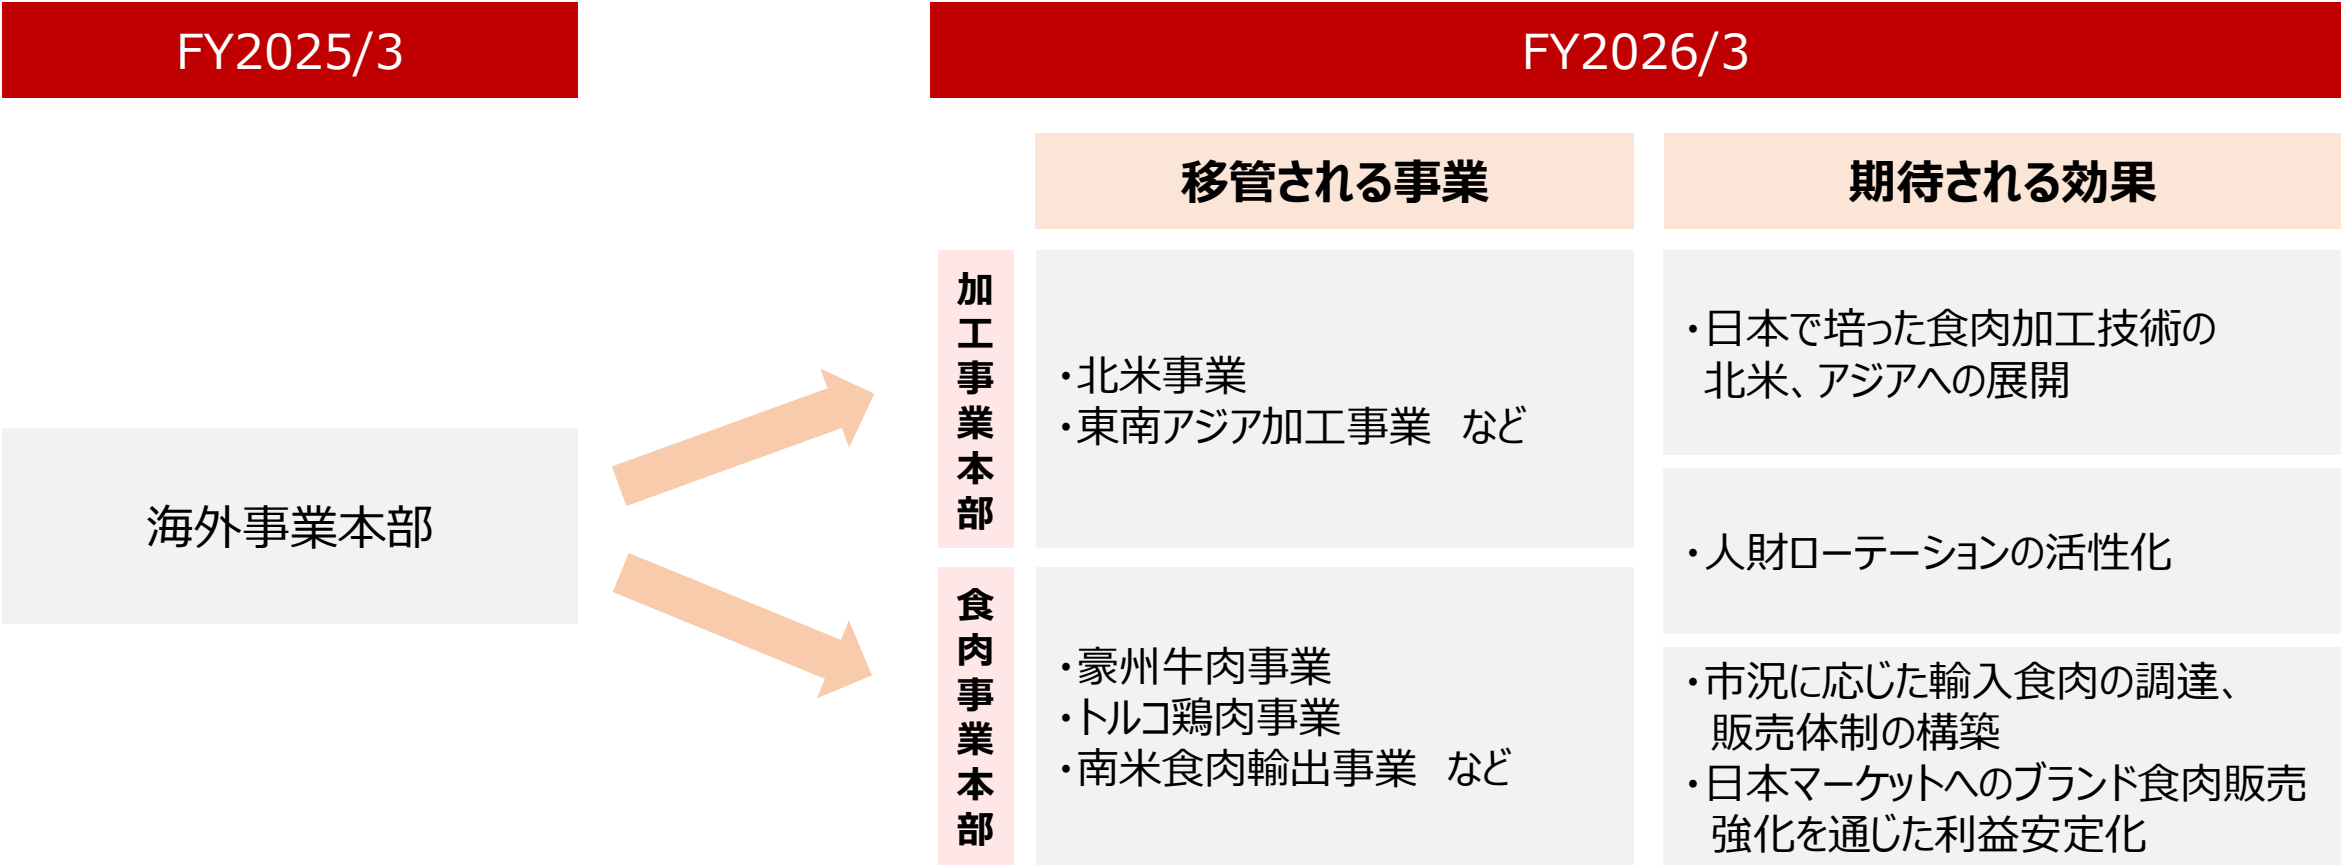 FY2025/3
FY2026/3
移管される事業
期待される効果
海外事業本部
加工事業本部
・北米事業
・東南アジア加工事業　など
・日本で培った食肉加工技術の
北米、アジアへの展開
・人財ローテーションの活性化
食肉事業本部
・豪州牛肉事業
・トルコ鶏肉事業
・南米食肉輸出事業　など
・市況に応じた輸入食肉の調達、
販売体制の構築
・日本マーケットへのブランド食肉販売
強化を通じた利益安定化